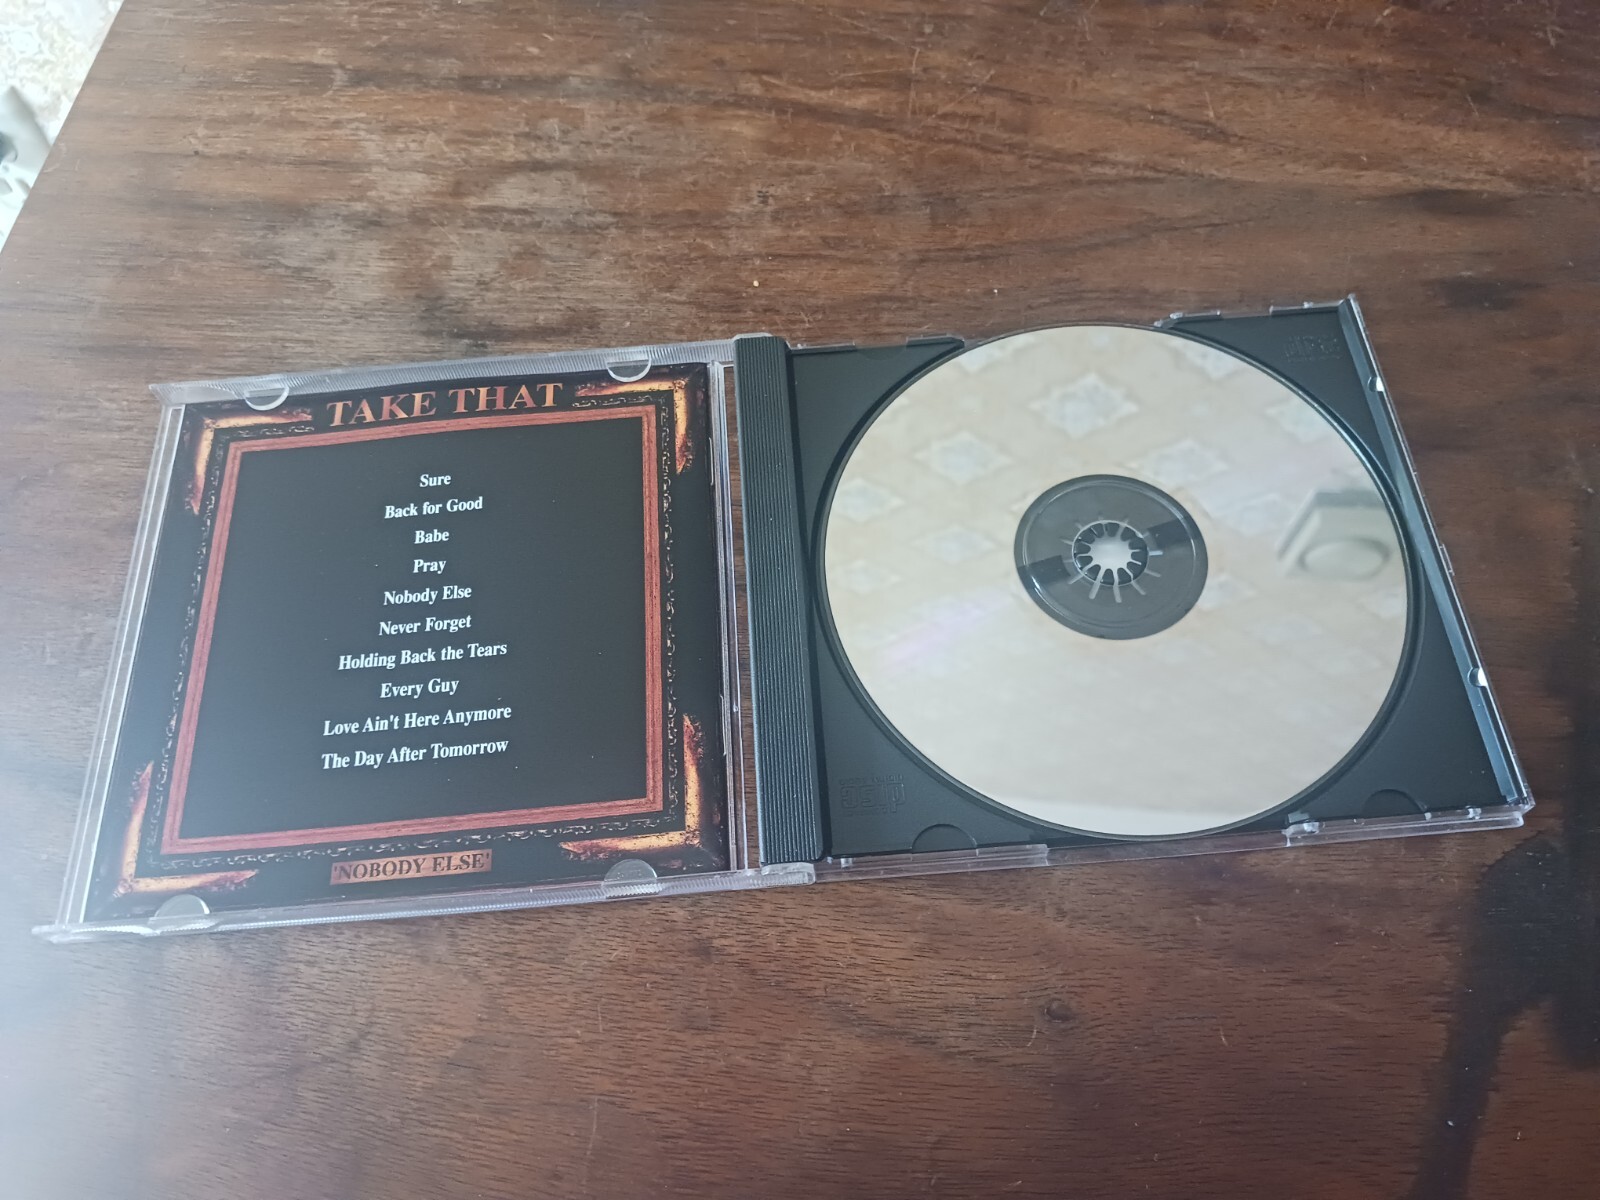 TAKE THAT
Sure
Back for Good
Babe
Pray
Nobody Else
Never Forget
Holding Back the Tears
Every Guy
Love Ain't Here Anymore
The Day After Tomorrow
'NOBODY ELSE'